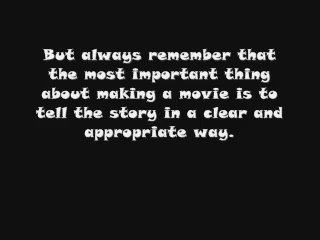 But always remember that
the most important thing
about making a movie is to
tell the story in a clear and
appropriate way.